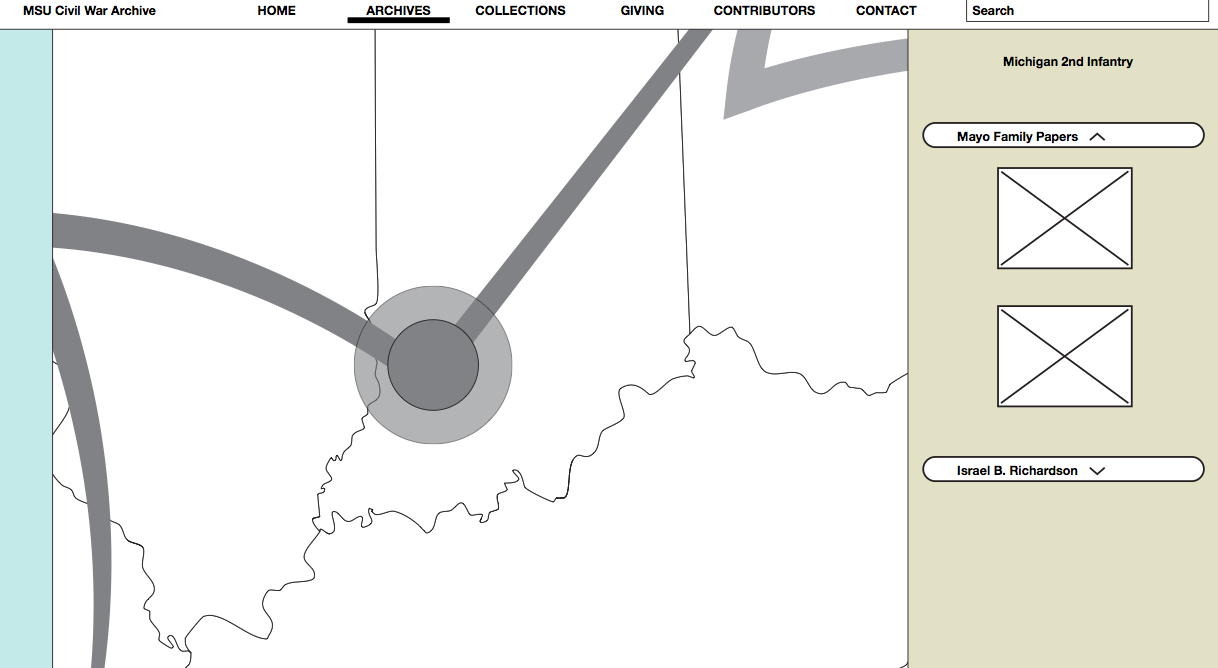 MSU Civil War Archive HOME ARCHIVES COLLECTIONS GIVING CONTRIBUTORS CONTACT Search
Michigan 2nd Infantry
Mayo Family Papers
Israel B. Richardson